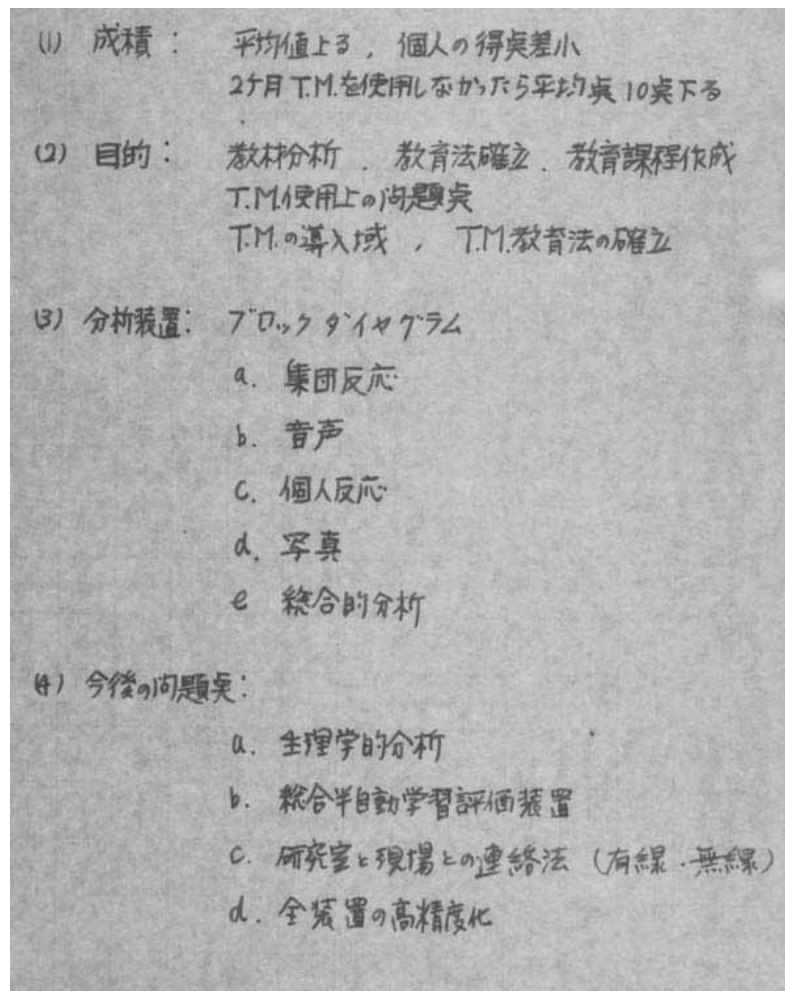 (1) 成積： 平均値上る，個人の得点差小
2ケ月T.M.を使用しなかったら平均点10点下る
(2) 目的： 教材分析．教育法確立．教育課程作成
T.M.使用上の問題点
T.M.の導入域，T.M.教育法の確立
(3) 分析装置： ブロックダイヤグラム
a. 集団反応
b. 音声
c. 個人反応
d. 写真
e 総合的分析
(4) 今後の問題点：
a. 生理学的分析
b. 総合半自動学習評価装置
c. 研究室と現場との連絡法（有線・無線）
d. 全装置の高精度化